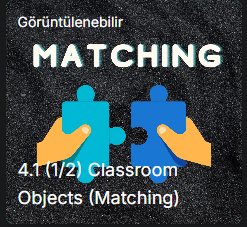 Görüntülenebilir
MATCHING
4.1 (1/2) Classroom
Objects (Matching)